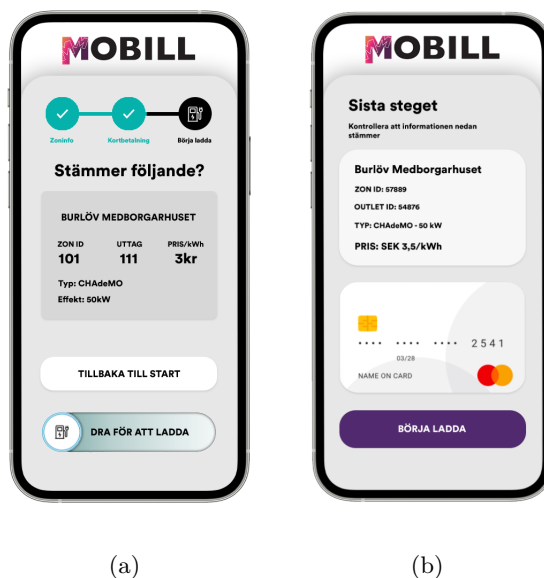 MOBILL
Zoninfo Kortbetalning Börja ladda
Stämmer följande?
BURLÖV MEDBORGARHUSET
ZON ID UTTAG PRIS/kWh
101 111 3kr
Typ: CHAdeMO
Effekt: 50kW
TILLBAKA TILL START
DRA FÖR ATT LADDA
(a)
MOBILL
Sista steget
Kontrollera att informationen nedan
stämmer
Burlöv Medborgarhuset
ZON ID: 57889
OUTLET ID: 54876
TYP: CHAdeMO - 50 kW
PRIS: SEK 3,5/kWh
•••• •••• •••• 2541
03/28
NAME ON CARD
BÖRJA LADDA
(b)